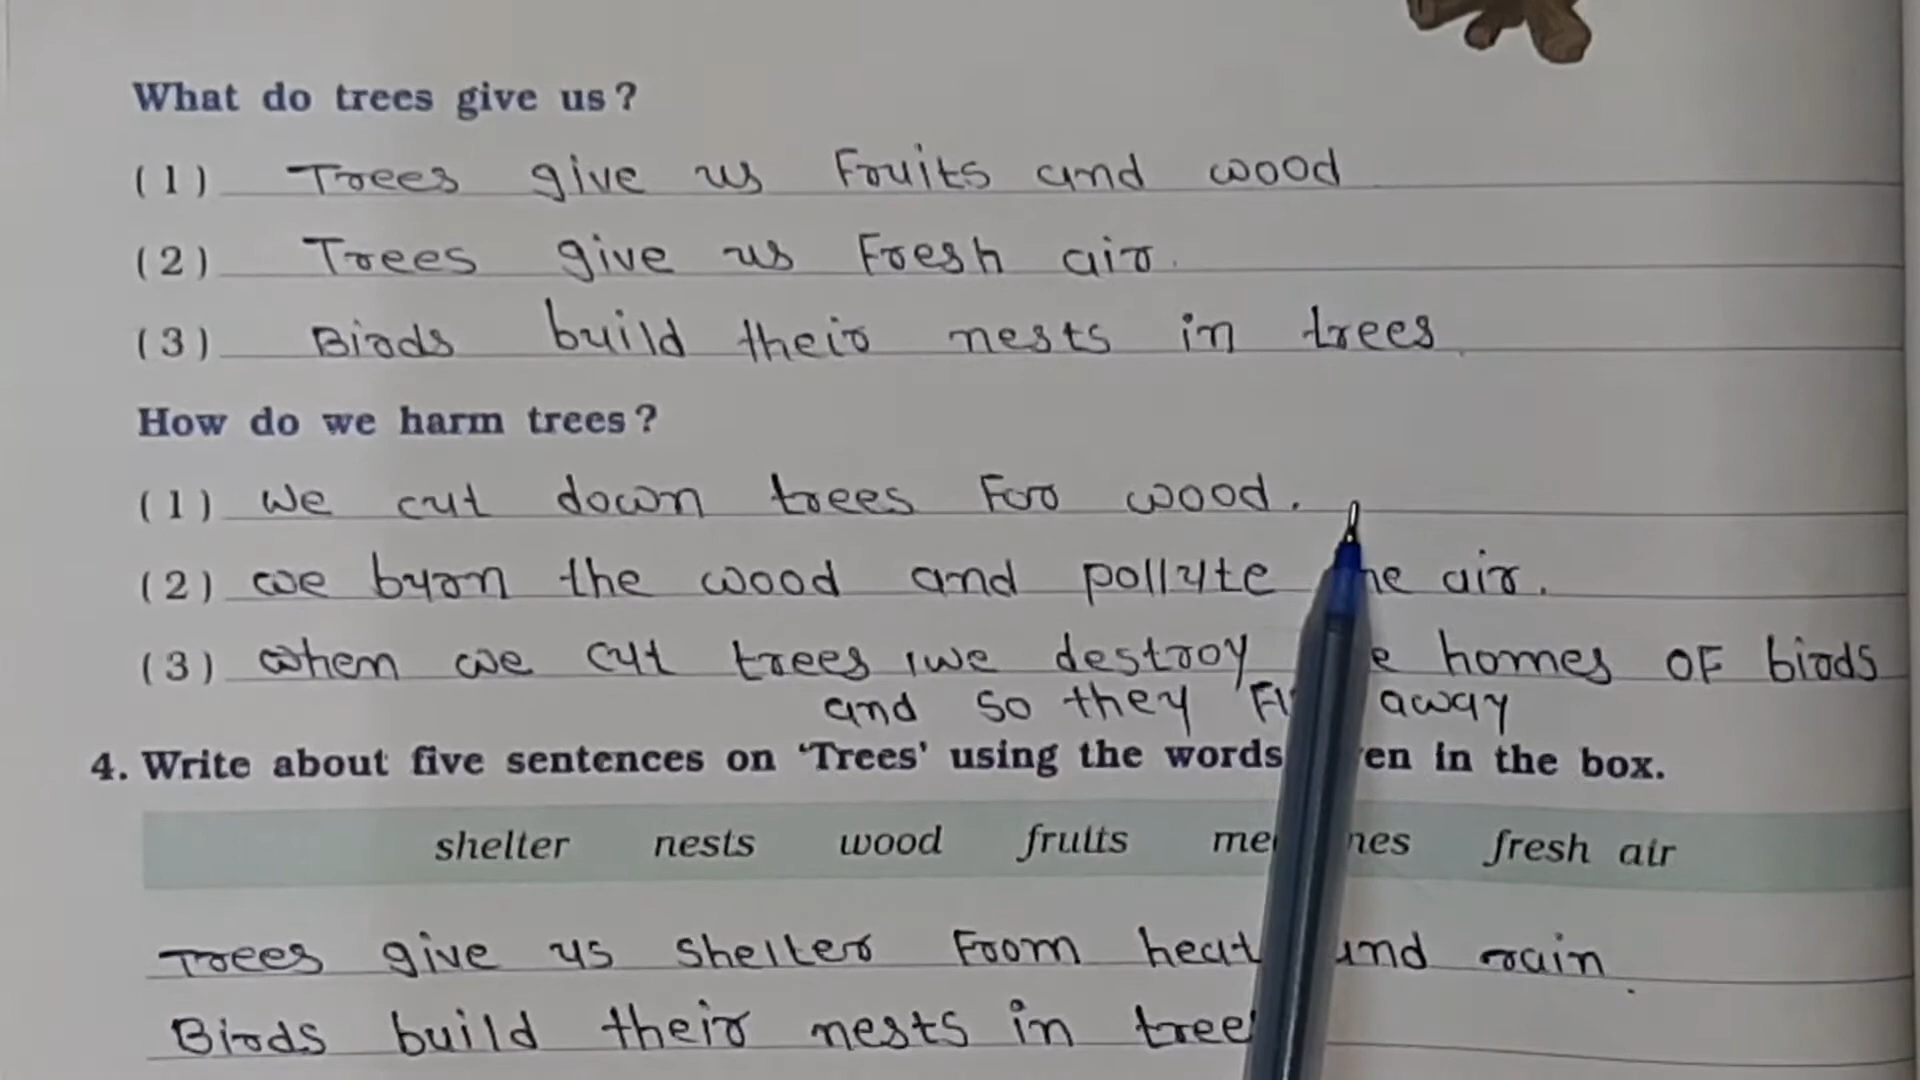 What do trees give us?
(1) Trees give us Fruits and wood
(2) Trees give us Fresh air.
(3) Birds build their nests in trees.
How do we harm trees?
(1) We cut down trees For wood.
(2) we burn the wood and pollute air.
(3) when we cut trees, we destroy homes OF birds
and so they away
4. Write about five sentences on 'Trees' using the words in the box.
shelter nests wood fruits fresh air
Trees give us shelter From heat and rain.
Birds build their nests in